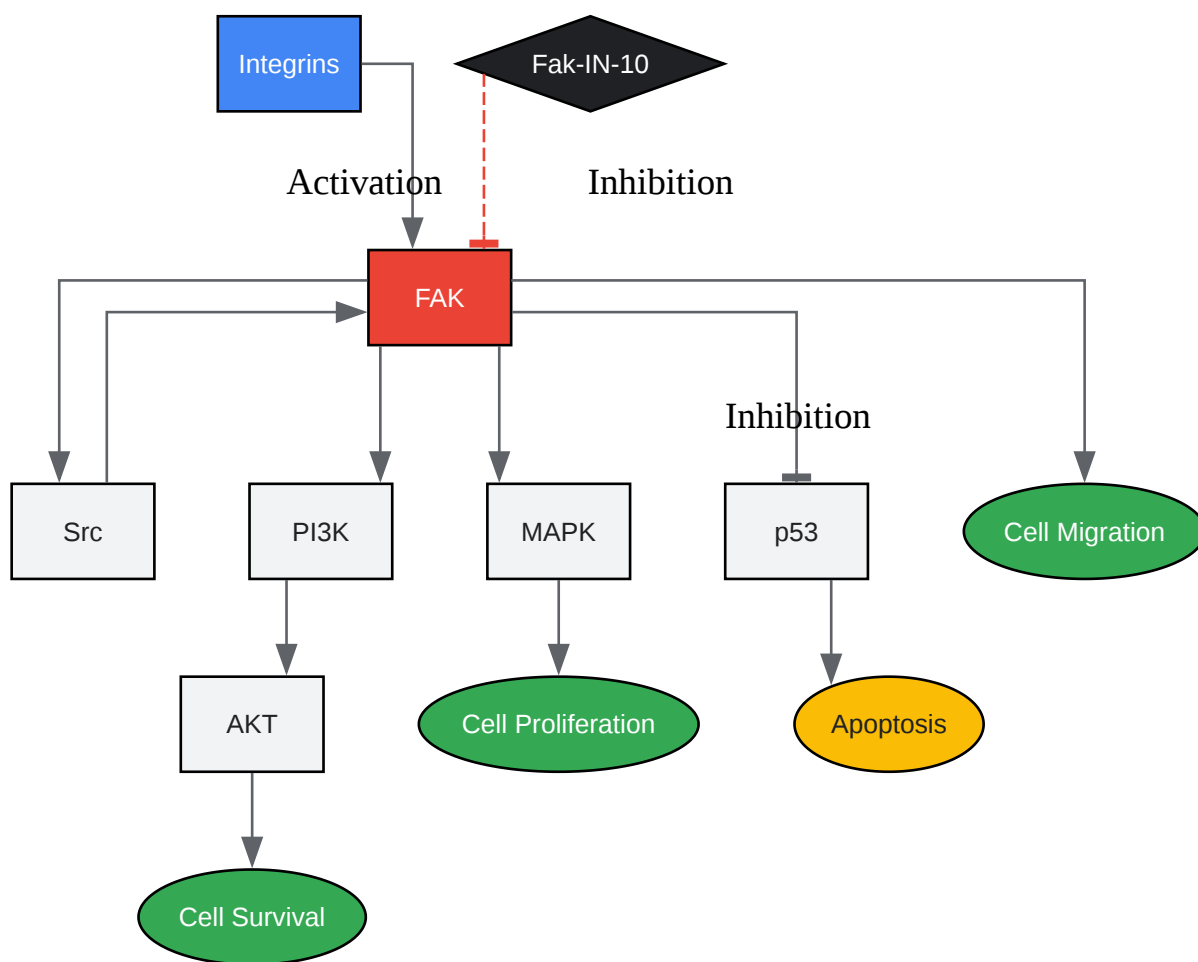 Integrins
Fak-IN-10
Activation
Inhibition
FAK
Inhibition
Src
PI3K
MAPK
p53
Cell Migration
AKT
Cell Proliferation
Apoptosis
Cell Survival